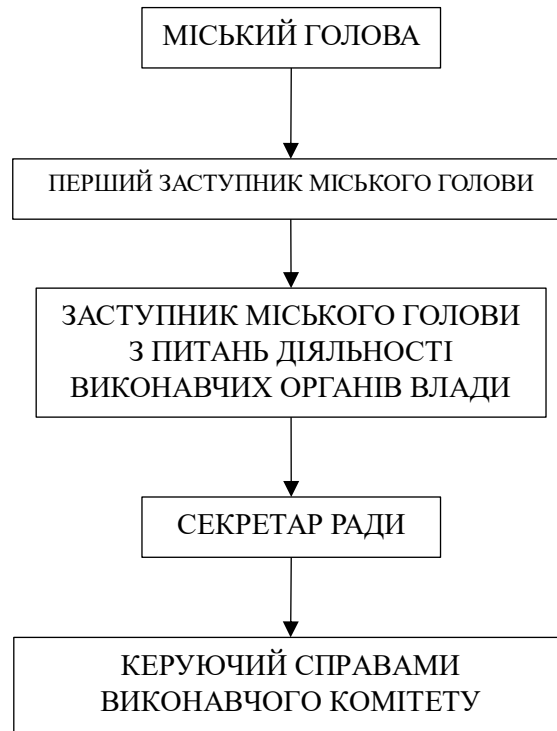 МІСЬКИЙ ГОЛОВА
ПЕРШИЙ ЗАСТУПНИК МІСЬКОГО ГОЛОВИ
ЗАСТУПНИК МІСЬКОГО ГОЛОВИ
З ПИТАНЬ ДІЯЛЬНОСТІ
ВИКОНАВЧИХ ОРГАНІВ ВЛАДИ
СЕКРЕТАР РАДИ
КЕРУЮЧИЙ СПРАВАМИ
ВИКОНАВЧОГО КОМІТЕТУ